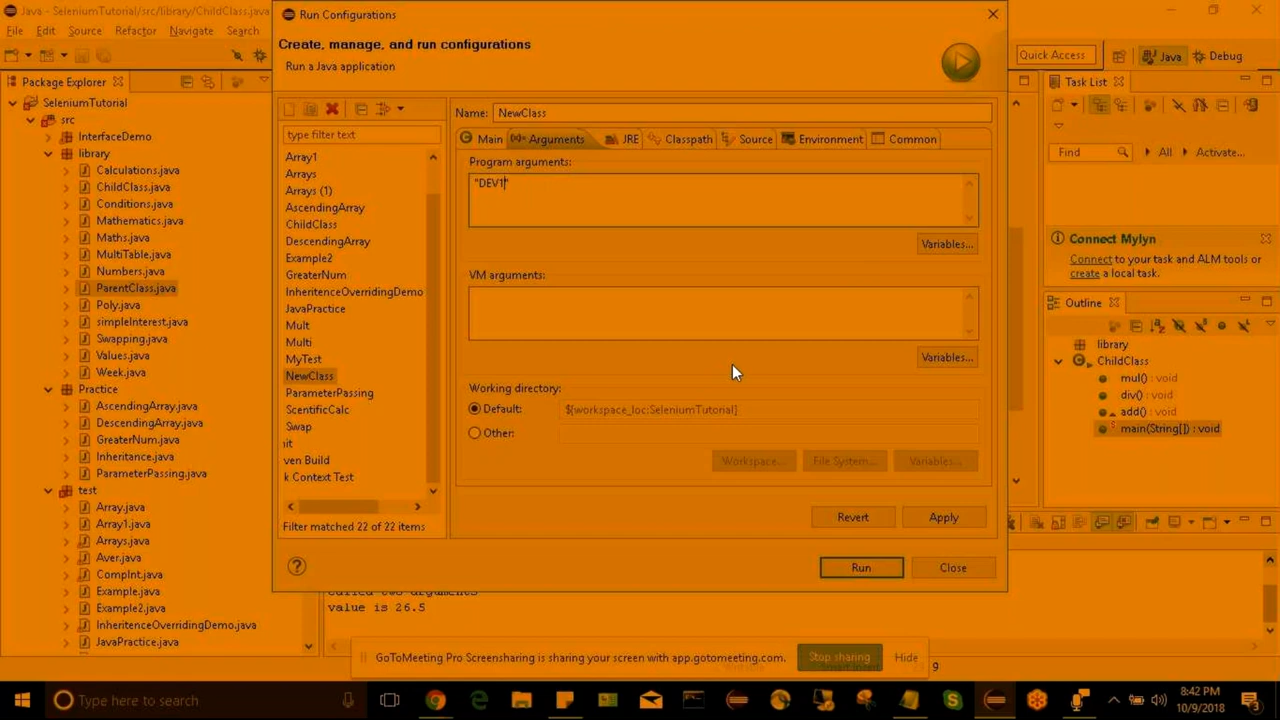 Java - SeleniumTutorial/src/library/ChildClass.java
File Edit Source Refactor Navigate Search
Package Explorer
SeleniumTutorial
src
InterfaceDemo
library
Calculations.java
ChildClass.java
Conditions.java
Mathematics.java
Maths.java
MultiTable.java
Numbers.java
ParentClass.java
Poly.java
simpleInterest.java
Swapping.java
Values.java
Week.java
Practice
AscendingArray.java
DescendingArray.java
GreaterNum.java
Inheritance.java
ParameterPassing.java
test
Array.java
Array1.java
Arrays.java
Aver.java
CompInt.java
Example.java
Example2.java
InheritenceOverridingDemo.java
JavaPractice.java
Run Configurations
Create, manage, and run configurations
Run a Java application
type filter text
Array1
Arrays
Arrays (1)
AscendingArray
ChildClass
DescendingArray
Example2
GreaterNum
InheritenceOverridingDemo
JavaPractice
Mult
Multi
MyTest
NewClass
ParameterPassing
ScentificCalc
Swap
it
ven Build
k Context Test
Filter matched 22 of 22 items
Name: NewClass
Main Arguments JRE Classpath Source Environment Common
Program arguments:
"DEV1"
Variables...
VM arguments:
Variables...
Working directory:
Default: ${workspace_loc:SeleniumTutorial}
Other:
Workspace... File System... Variables...
Revert Apply
Run Close
value is 26.5
GoToMeeting Pro Screensharing is sharing your screen with app.gotomeeting.com. Stop sharing Hide
9
Quick Access Java Debug
Task List
Find All Activate...
Connect Mylyn
Connect to your task and ALM tools or
create a local task.
Outline
library
ChildClass
mul() : void
div() : void
add() : void
main(String[]) : void
Type here to search
8:42 PM
10/9/2018
3